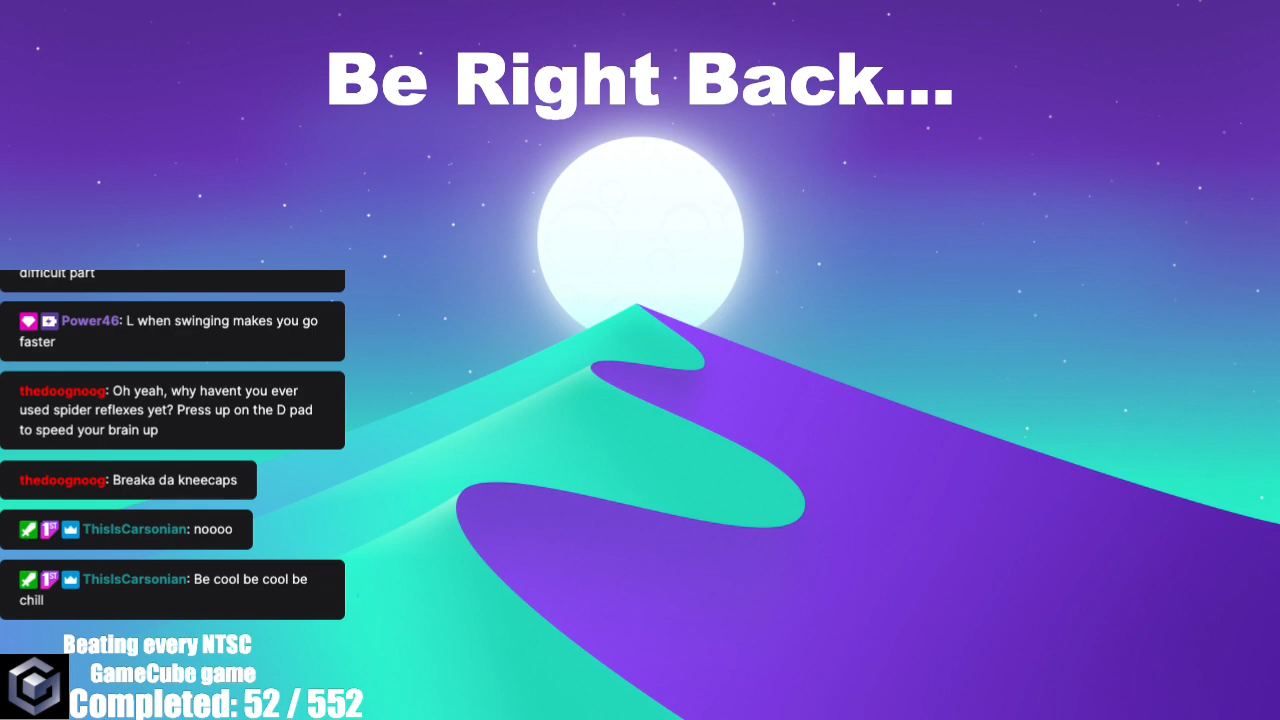 Be Right Back...
difficult part
Power46: L when swinging makes you go
faster
thedoognoog: Oh yeah, why havent you ever
used spider reflexes yet? Press up on the D pad
to speed your brain up
thedoognoog: Breaka da kneecaps
1ST ThisIsCarsonian: noooo
1ST ThisIsCarsonian: Be cool be cool be
chill
Beating every NTSC
GameCube game
Completed: 52 / 552